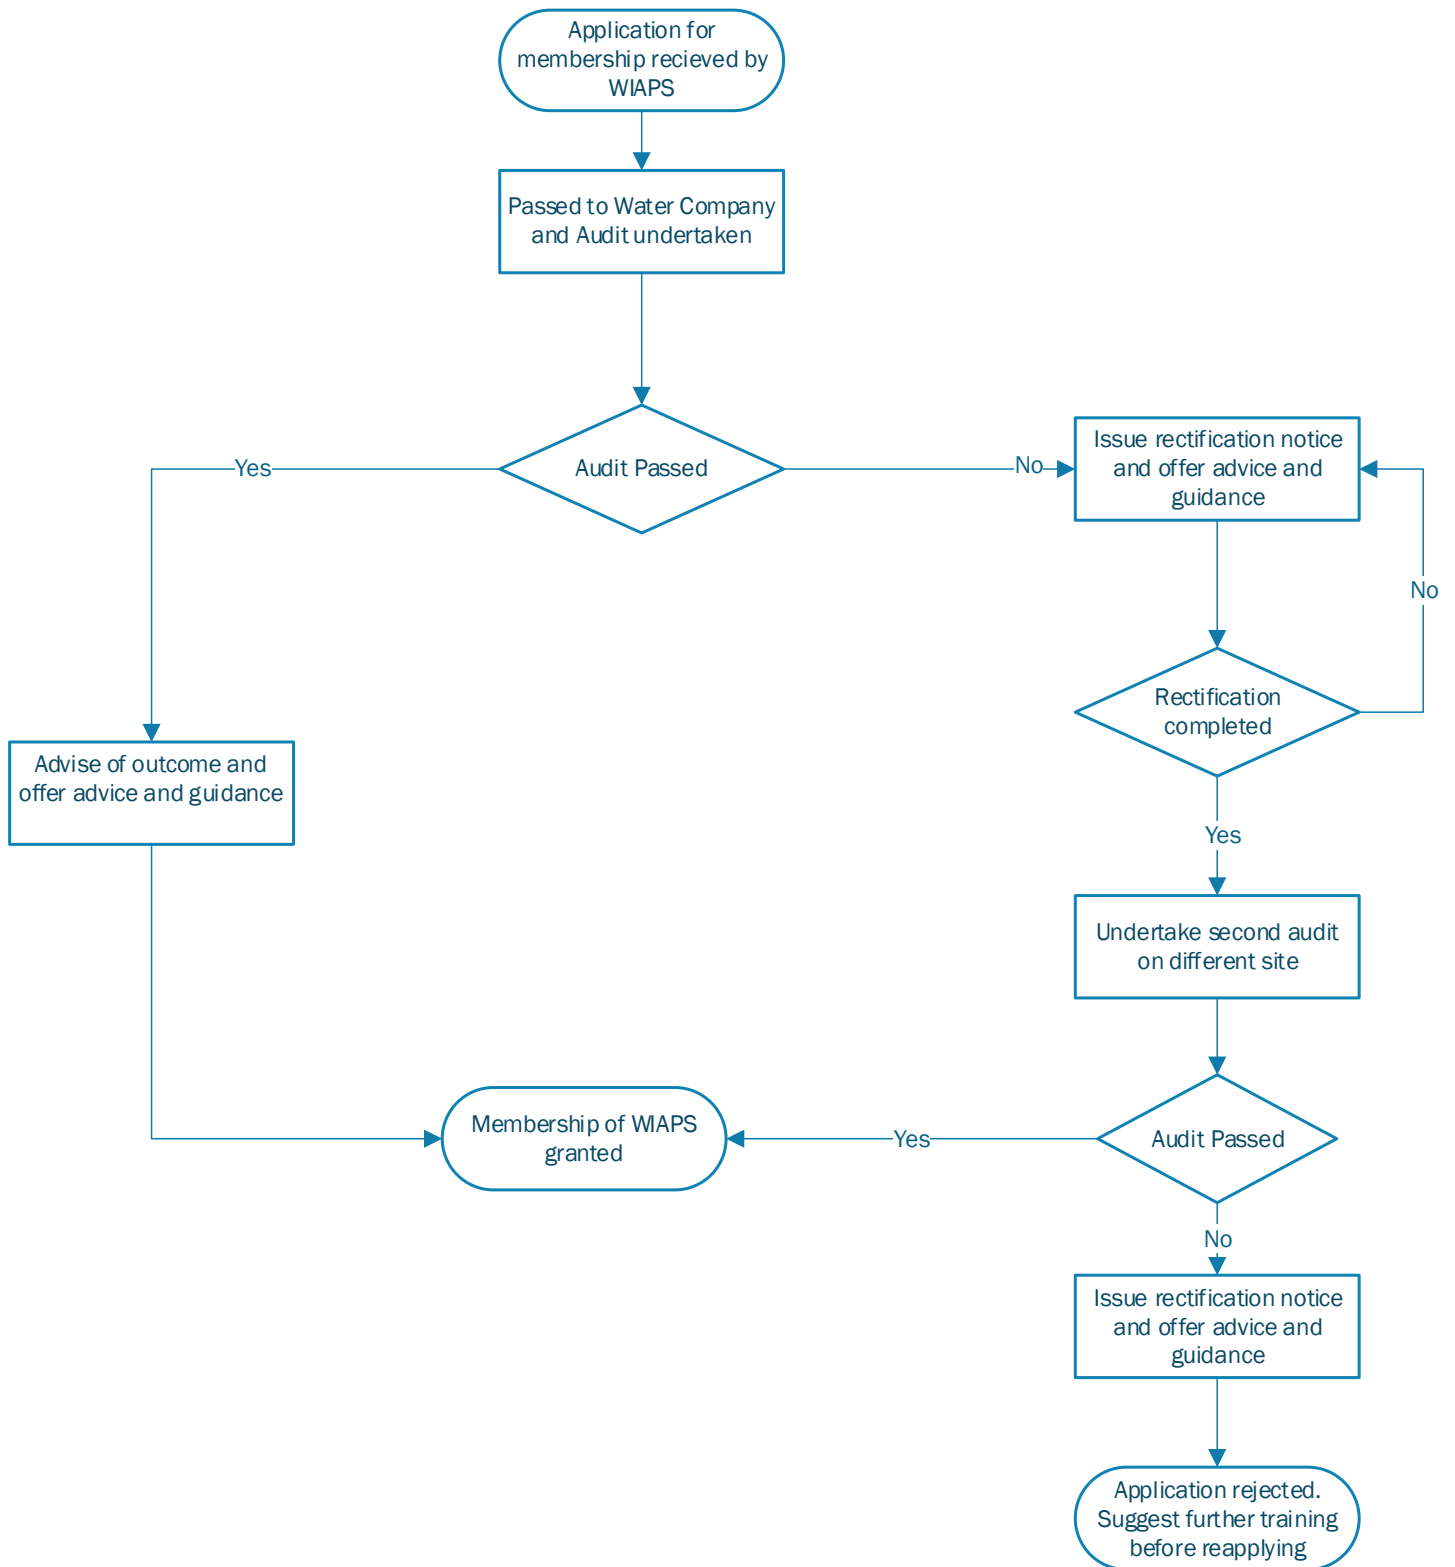 Application for
membership recieved by
WIAPS
Passed to Water Company
and Audit undertaken
Audit Passed
Yes
No
Issue rectification notice
and offer advice and
guidance
No
Rectification
completed
Advise of outcome and
offer advice and guidance
Yes
Undertake second audit
on different site
Membership of WIAPS
granted
Yes
Audit Passed
No
Issue rectification notice
and offer advice and
guidance
Application rejected.
Suggest further training
before reapplying